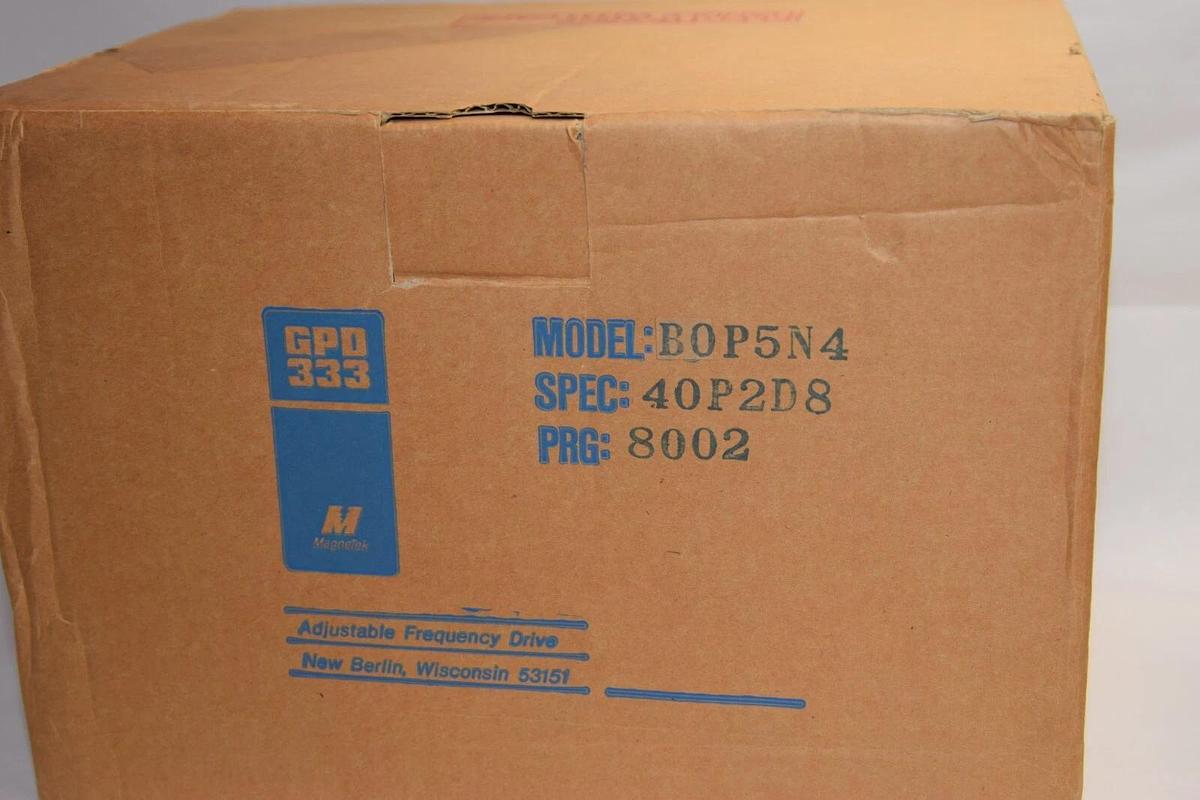 GPD
333
M
MagneTek
MODEL: B0P5N4
SPEC: 40P2D8
PRG: 8002
Adjustable Frequency Drive
New Berlin, Wisconsin 53151